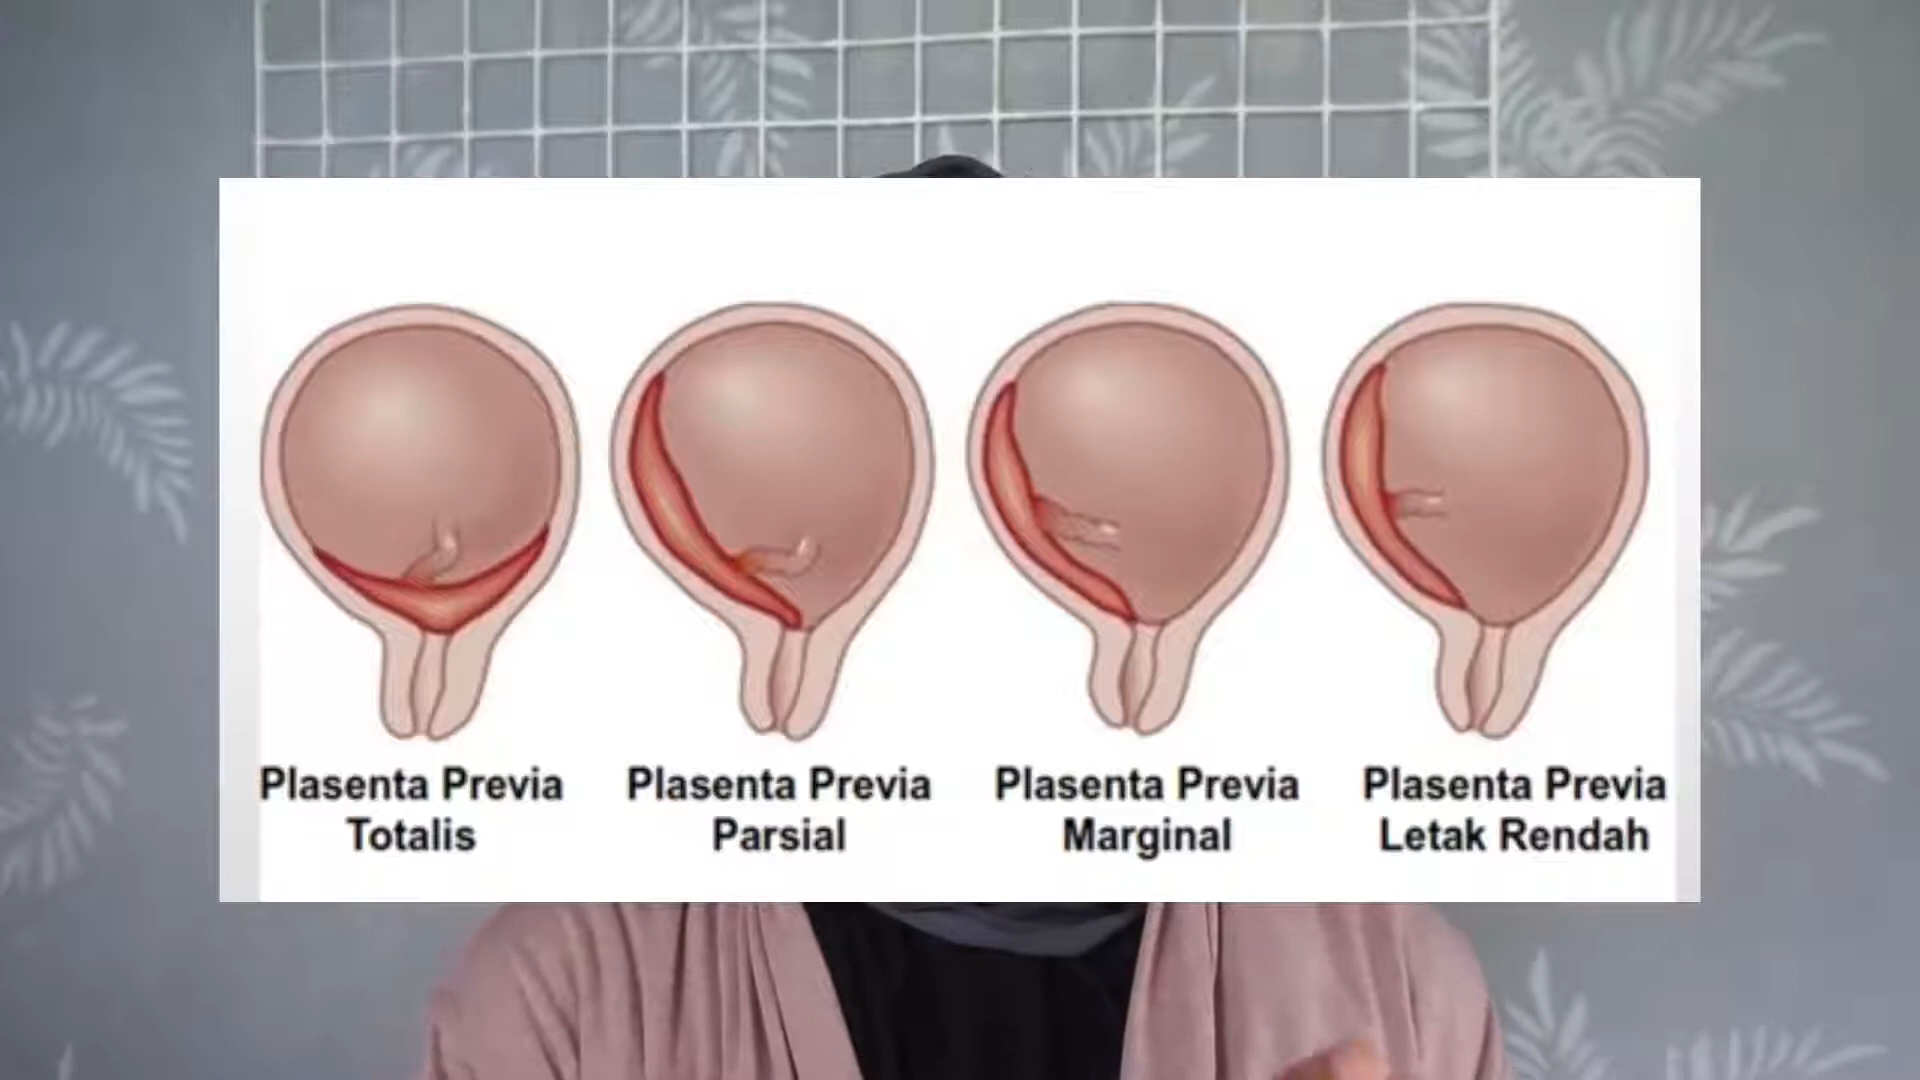 Plasenta Previa
Totalis
Plasenta Previa
Parsial
Plasenta Previa
Marginal
Plasenta Previa
Letak Rendah